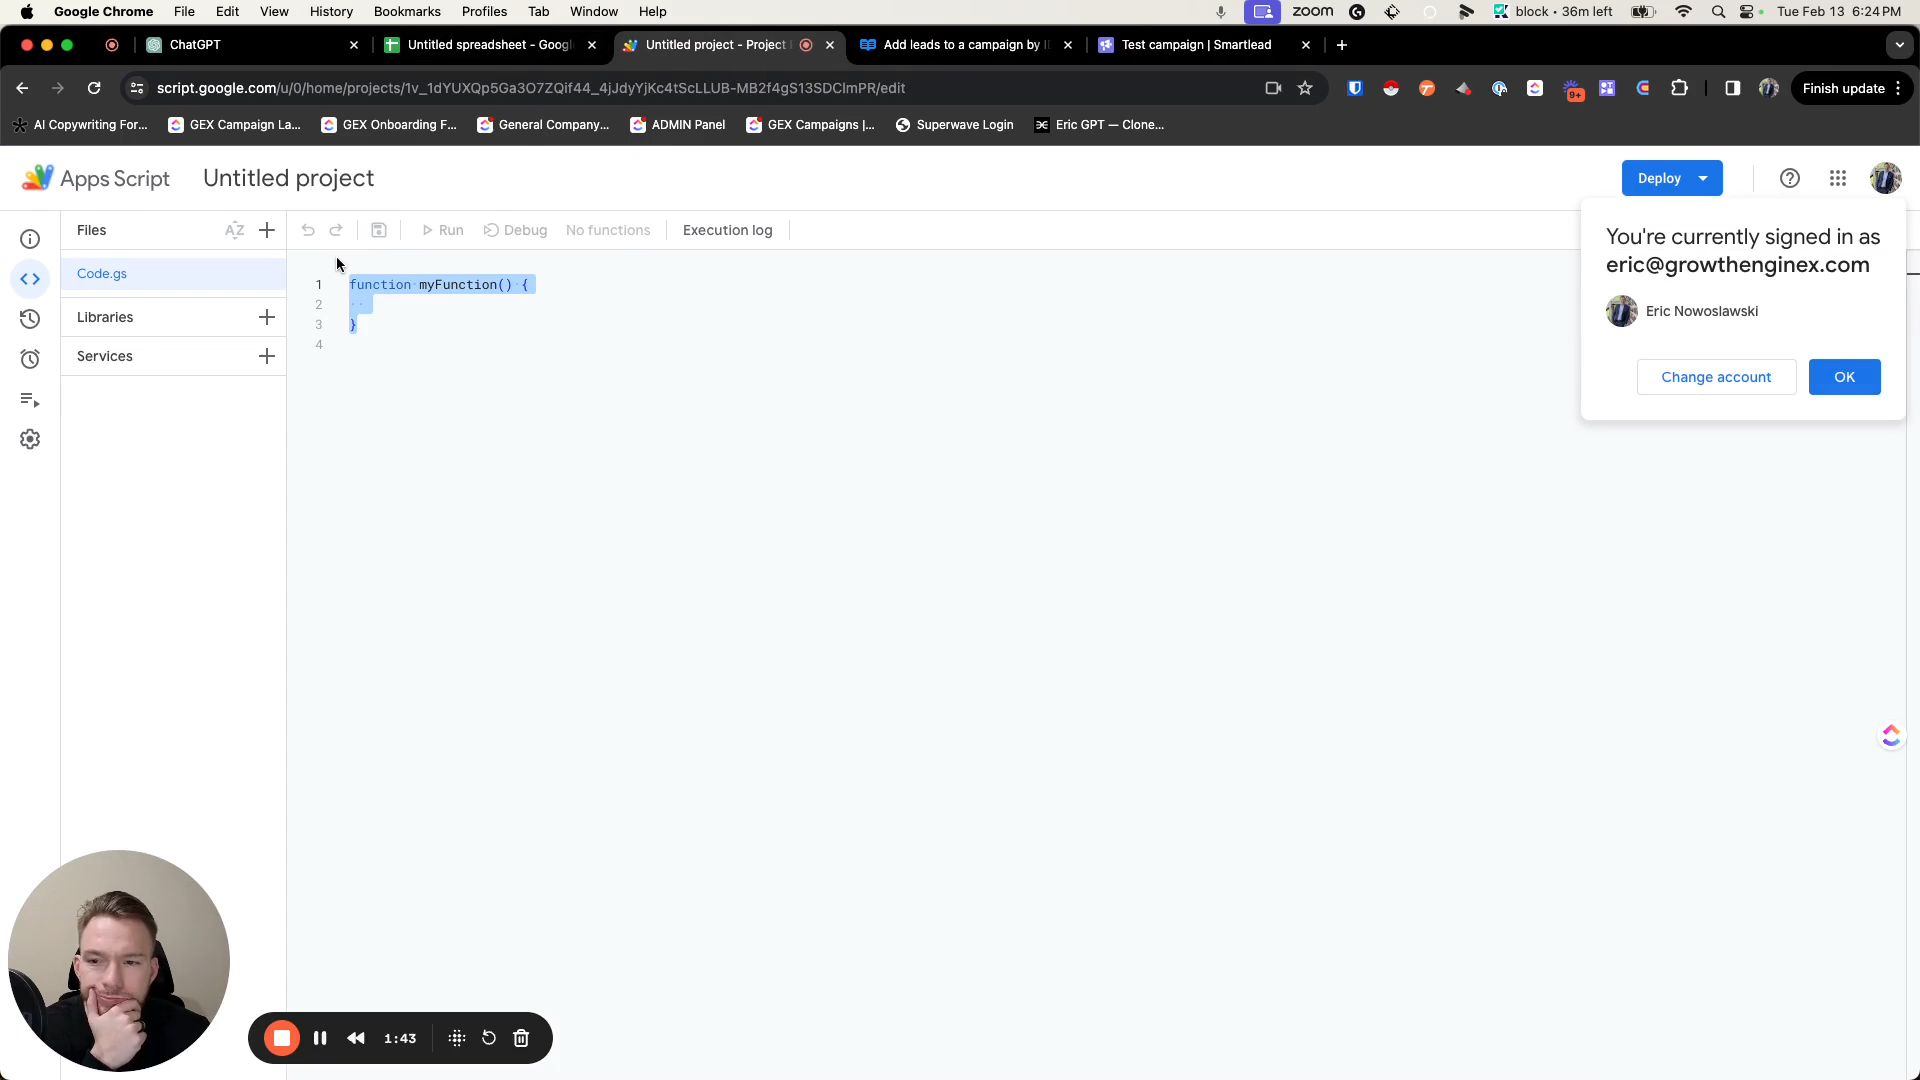 Google Chrome File Edit View History Bookmarks Profiles Tab Window Help zoom block • 36m left Tue Feb 13 6:24 PM
ChatGPT Untitled spreadsheet - Googl Untitled project - Project Add leads to a campaign by I Test campaign | Smartlead
script.google.com/u/0/home/projects/1v_1dYUXQp5Ga3O7ZQif44_4jJdyYjKc4tScLLUB-MB2f4gS13SDClmPR/edit 9+ Finish update
AI Copywriting For... GEX Campaign La... GEX Onboarding F... General Company... ADMIN Panel GEX Campaigns |... Superwave Login Eric GPT — Clone...
Apps Script Untitled project Deploy
Files AZ Run Debug No functions Execution log
Code.gs
Libraries
Services
1 function myFunction() {
2
3 }
4
You're currently signed in as
eric@growthenginex.com
Eric Nowoslawski
Change account OK
1:43